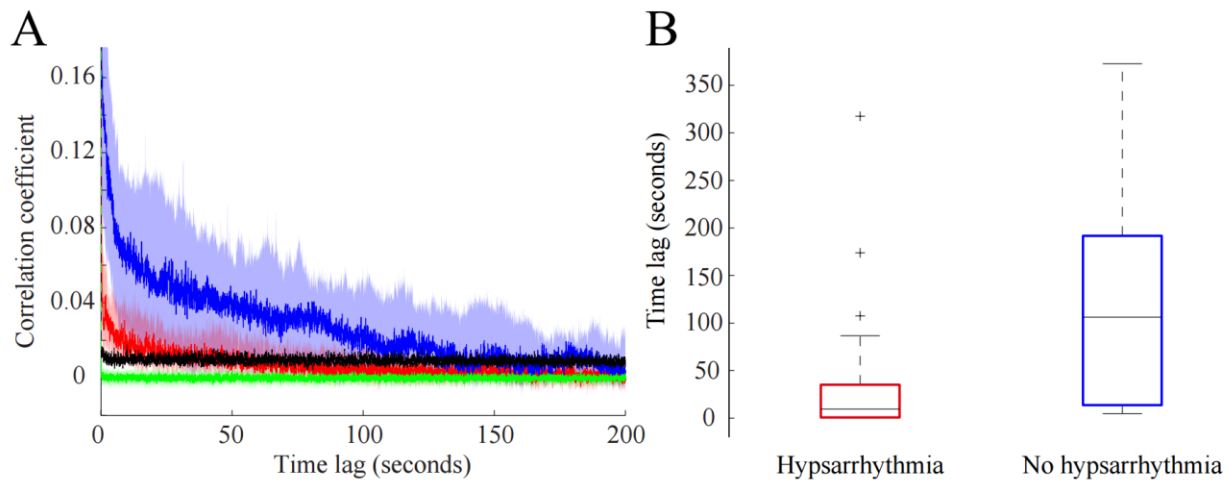 A
Correlation coefficient
0.16
0.12
0.08
0.04
0
0 50 100 150 200
Time lag (seconds)
B
Time lag (seconds)
350
300
250
200
150
100
50
0
Hypsarrhythmia No hypsarrhythmia